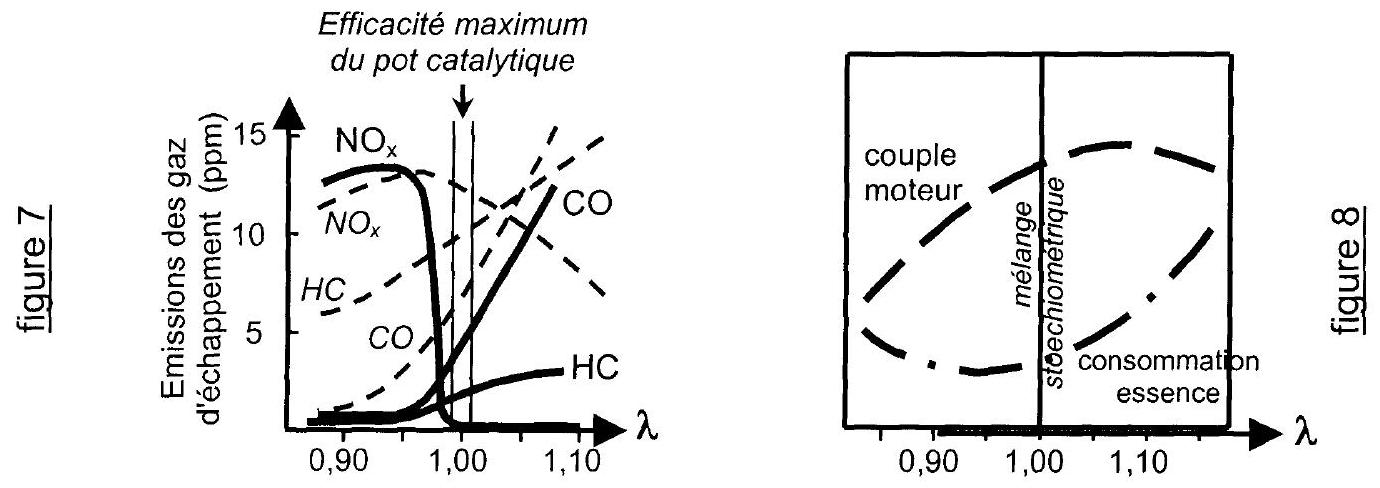 figure 7
Efficacité maximum
du pot catalytique
Emissions des gaz
d'échappement (ppm)
15
10
5
NOx
NOx
HC
CO
CO
HC
λ
0,90
1,00
1,10
couple
moteur
mélange
stoechiométrique
consommation
essence
λ
0,90
1,00
1,10
figure 8